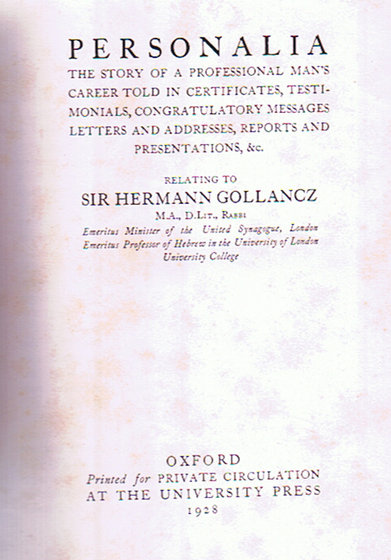 PERSONALIA
THE STORY OF A PROFESSIONAL MAN'S
CAREER TOLD IN CERTIFICATES, TESTI-
MONIALS, CONGRATULATORY MESSAGES
LETTERS AND ADDRESSES, REPORTS AND
PRESENTATIONS, &c.
RELATING TO
SIR HERMANN GOLLANCZ
M.A., D.LIT., RABBI
Emeritus Minister of the United Synagogue, London
Emeritus Professor of Hebrew in the University of London
University College
OXFORD
Printed for PRIVATE CIRCULATION
AT THE UNIVERSITY PRESS
1928